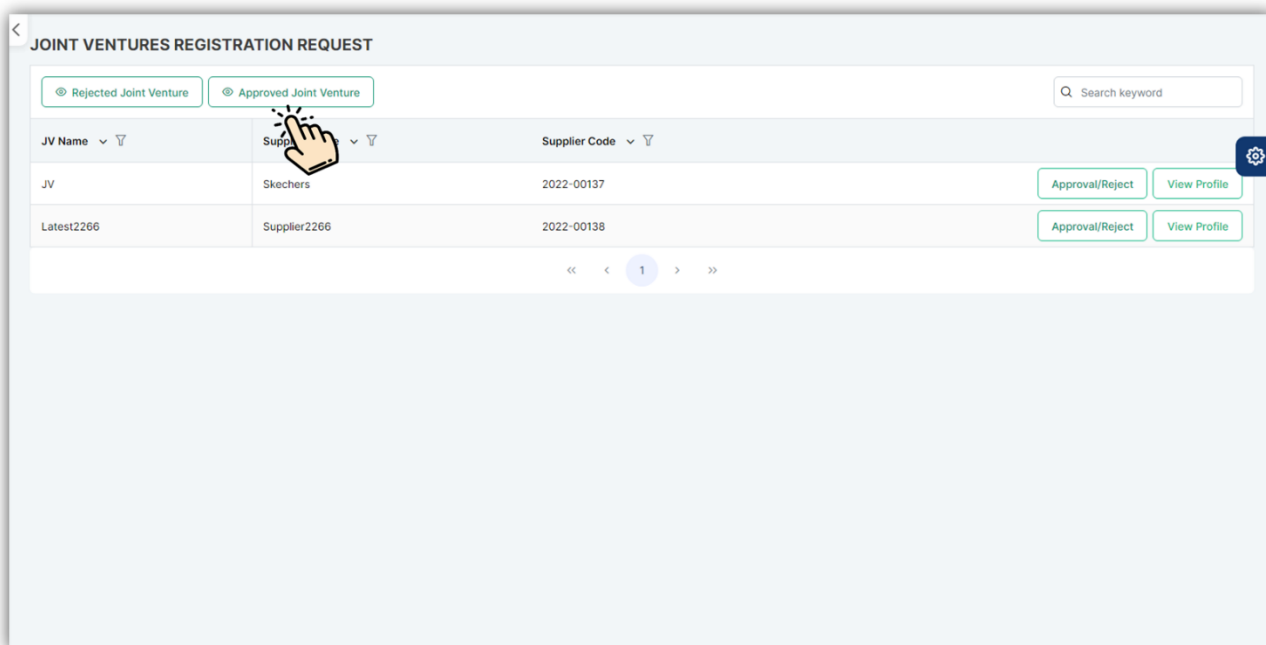 JOINT VENTURES REGISTRATION REQUEST
Rejected Joint Venture Approved Joint Venture Search keyword
JV Name Supplier Code
JV Skechers 2022-00137 Approval/Reject View Profile
Latest2266 Supplier2266 2022-00138 Approval/Reject View Profile
1